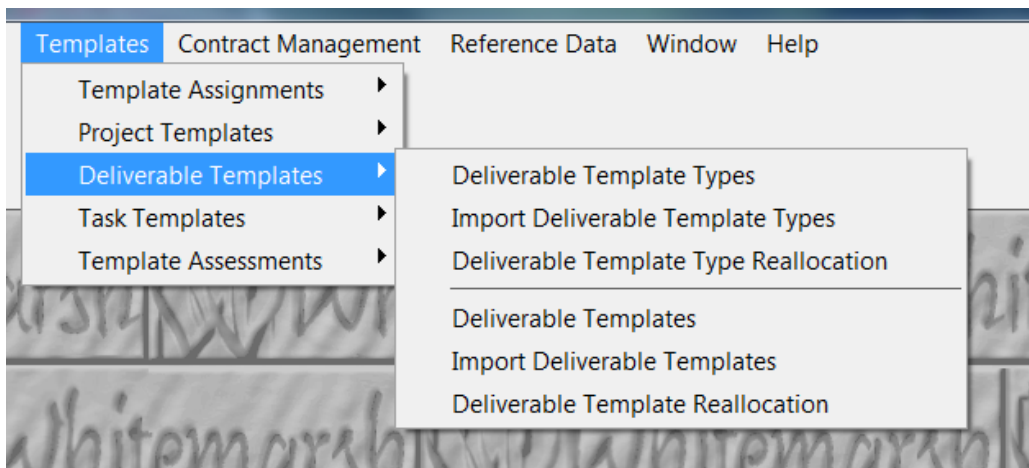 Templates Contract Management Reference Data Window Help
Template Assignments
Project Templates
Deliverable Templates
Task Templates
Template Assessments
Deliverable Template Types
Import Deliverable Template Types
Deliverable Template Type Reallocation
Deliverable Templates
Import Deliverable Templates
Deliverable Template Reallocation
Whitemarsh